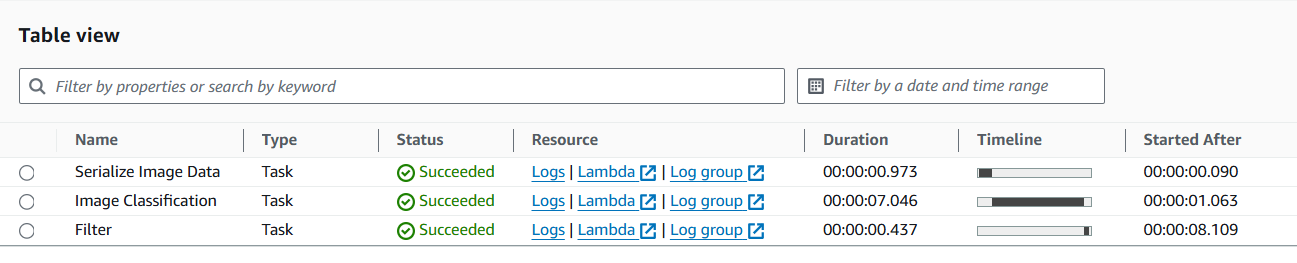 Table view
Filter by properties or search by keyword Filter by a date and time range
Name Type Status Resource Duration Timeline Started After
Serialize Image Data Task Succeeded Logs | Lambda | Log group 00:00:00.973 00:00:00.090
Image Classification Task Succeeded Logs | Lambda | Log group 00:00:07.046 00:00:01.063
Filter Task Succeeded Logs | Lambda | Log group 00:00:00.437 00:00:08.109